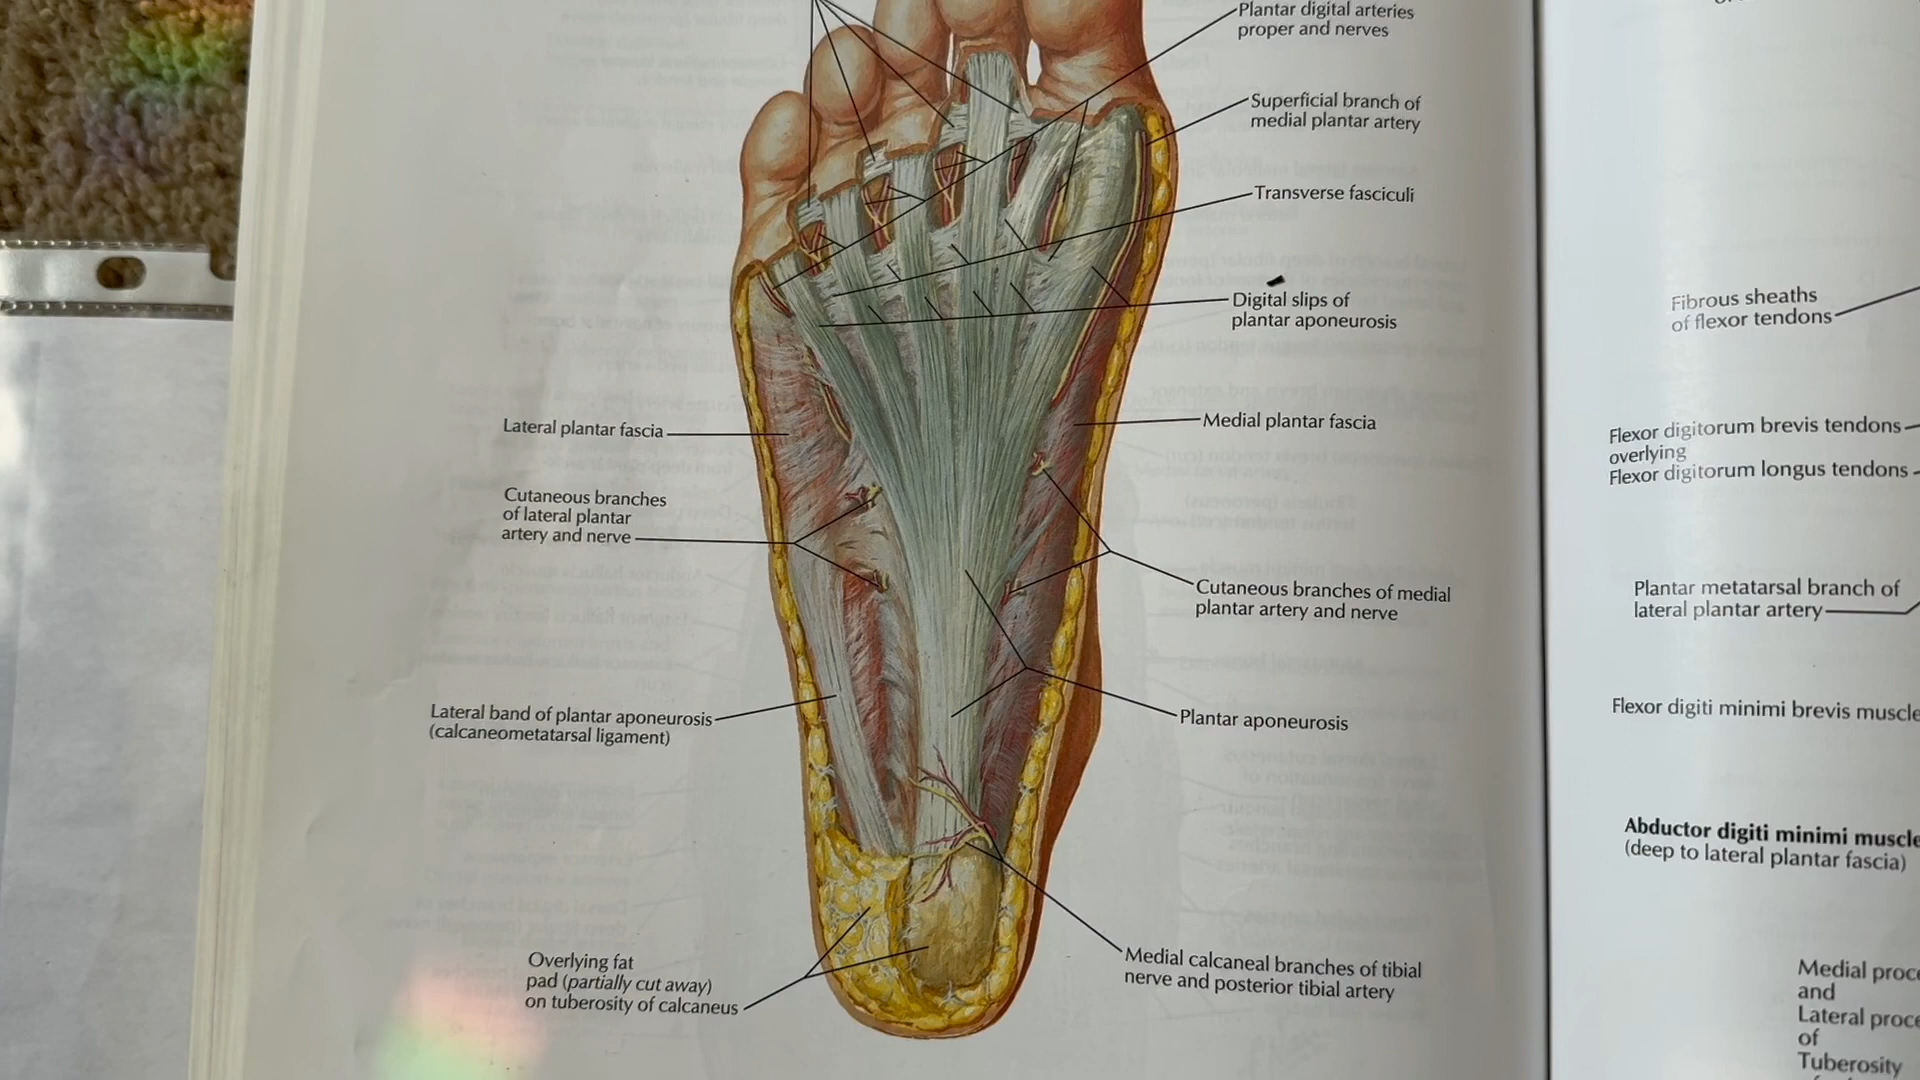 Plantar digital arteries
proper and nerves
Superficial branch of
medial plantar artery
Transverse fasciculi
Digital slips of
plantar aponeurosis
Lateral plantar fascia
Medial plantar fascia
Cutaneous branches
of lateral plantar
artery and nerve
Cutaneous branches of medial
plantar artery and nerve
Lateral band of plantar aponeurosis
(calcaneometatarsal ligament)
Plantar aponeurosis
Overlying fat
pad (partially cut away)
on tuberosity of calcaneus
Medial calcaneal branches of tibial
nerve and posterior tibial artery
Fibrous sheaths
of flexor tendons
Flexor digitorum brevis tendons
overlying
Flexor digitorum longus tendons
Plantar metatarsal branch of
lateral plantar artery
Flexor digiti minimi brevis muscle
Abductor digiti minimi muscle
(deep to lateral plantar fascia)
Medial proce
and
Lateral proce
of
Tuberosity